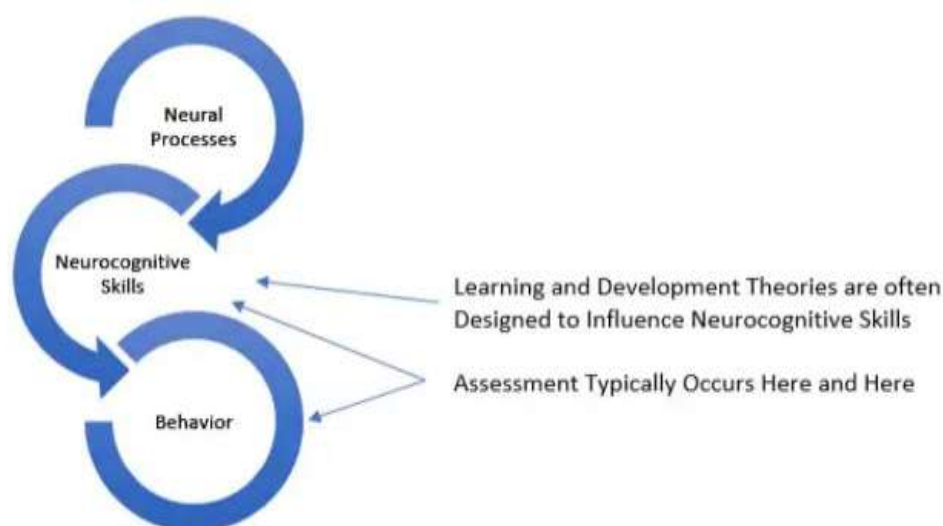 Neural
Processes
Neurocognitive
Skills
Learning and Development Theories are often
Designed to Influence Neurocognitive Skills
Assessment Typically Occurs Here and Here
Behavior